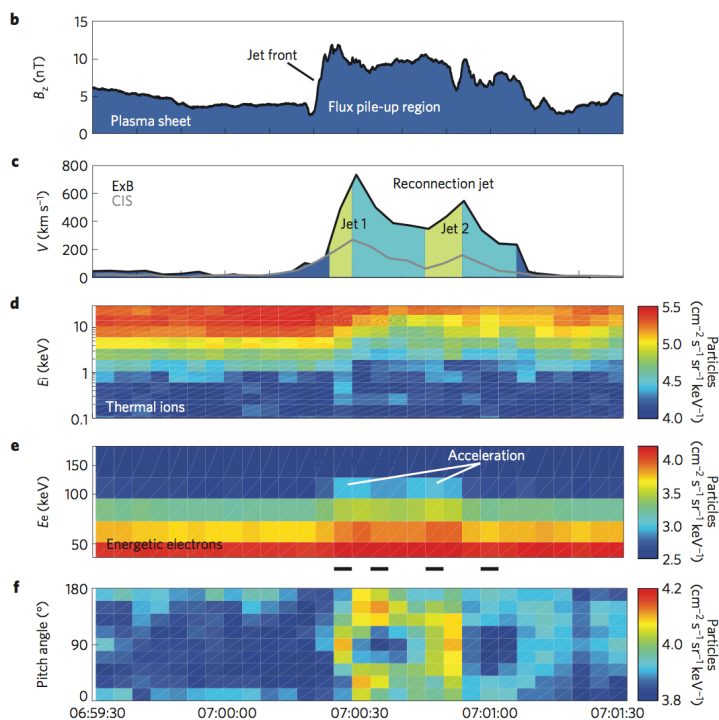 b
15
10
5
0
B_z (nT)
Jet front
Plasma sheet
Flux pile-up region
c
800
600
400
200
0
V (km s⁻¹)
ExB
CIS
Reconnection jet
Jet 1
Jet 2
d
10
1
0.1
Ei (keV)
Thermal ions
5.5
5.0
4.5
4.0
Particles
(cm⁻² s⁻¹ sr⁻¹ keV⁻¹)
e
150
100
50
Ee (keV)
Acceleration
Energetic electrons
4.0
3.5
3.0
2.5
Particles
(cm⁻² s⁻¹ sr⁻¹ keV⁻¹)
f
180
90
0
Pitch angle (°)
4.2
4.0
3.8
Particles
(cm⁻² s⁻¹ sr⁻¹ keV⁻¹)
06:59:30
07:00:00
07:00:30
07:01:00
07:01:30